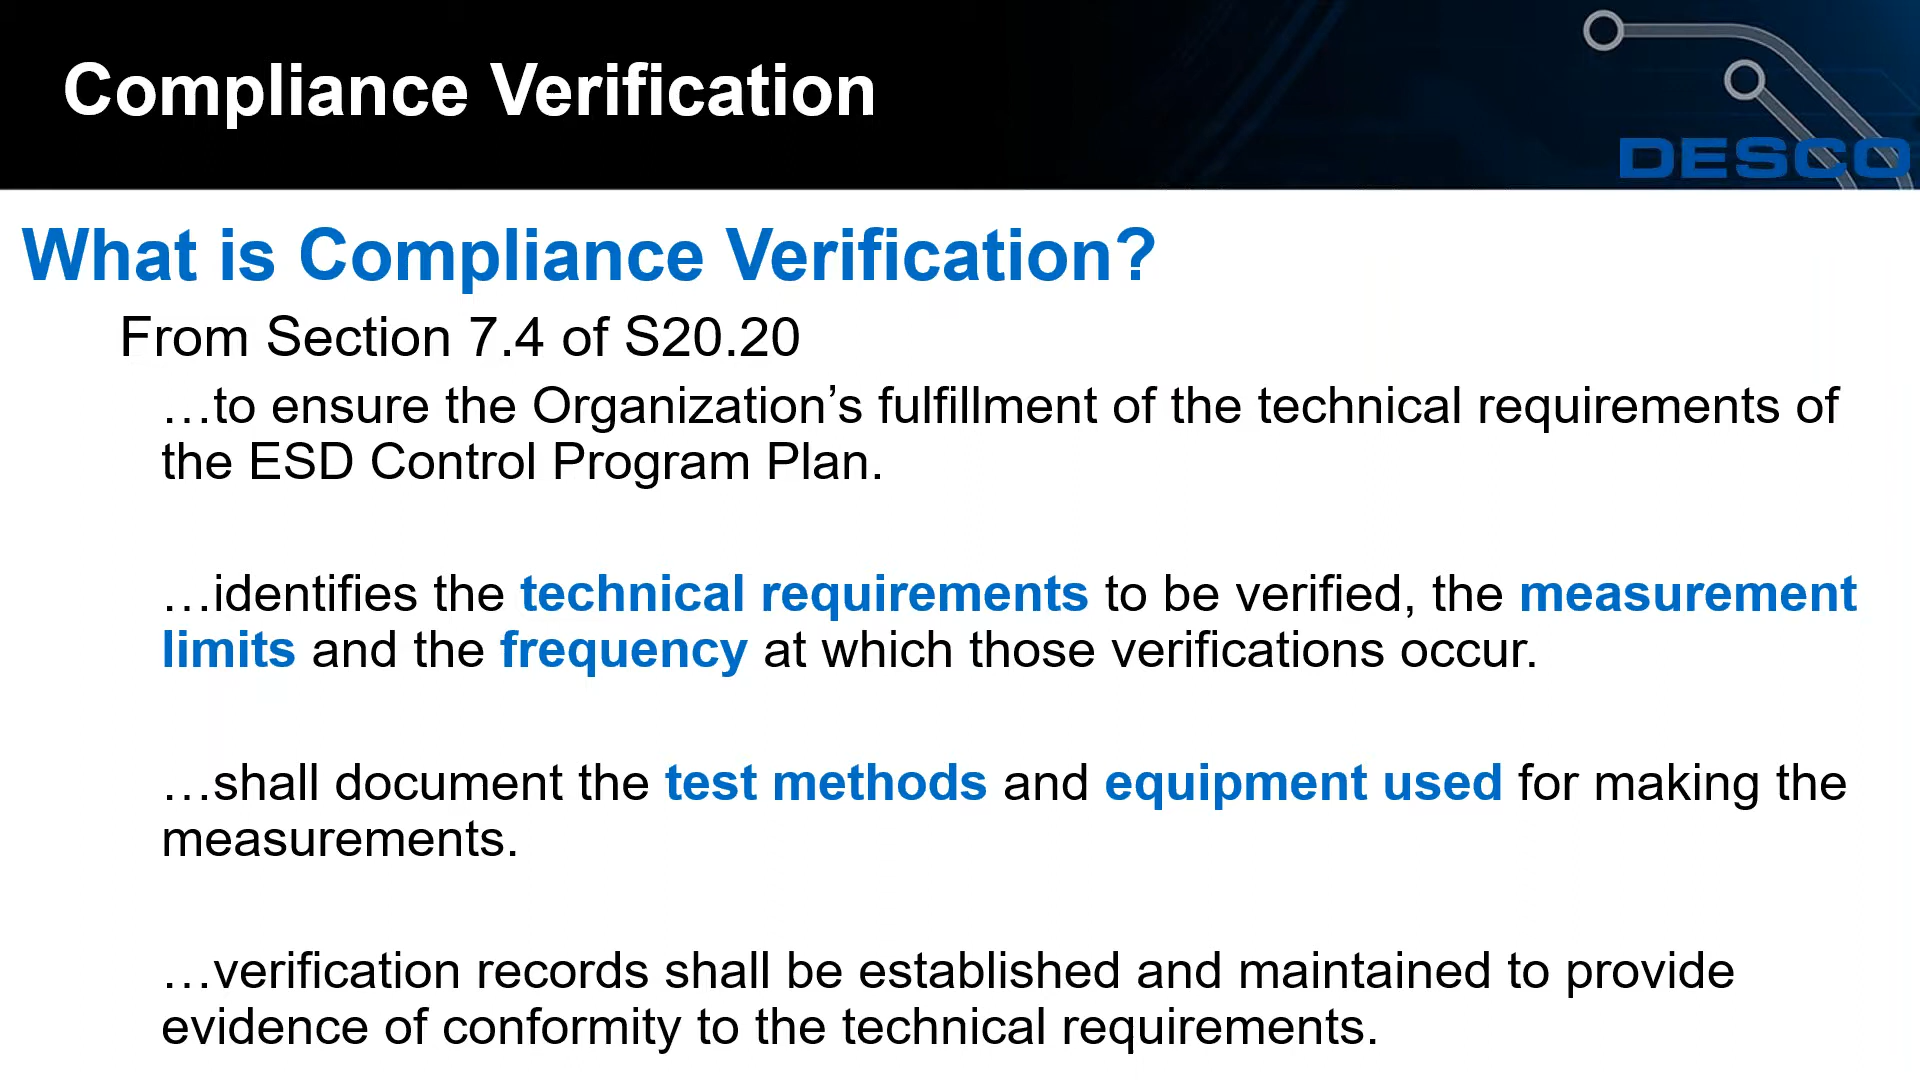 Compliance Verification
DESCO
What is Compliance Verification?
From Section 7.4 of S20.20
…to ensure the Organization’s fulfillment of the technical requirements of
the ESD Control Program Plan.
…identifies the technical requirements to be verified, the measurement
limits and the frequency at which those verifications occur.
…shall document the test methods and equipment used for making the
measurements.
…verification records shall be established and maintained to provide
evidence of conformity to the technical requirements.